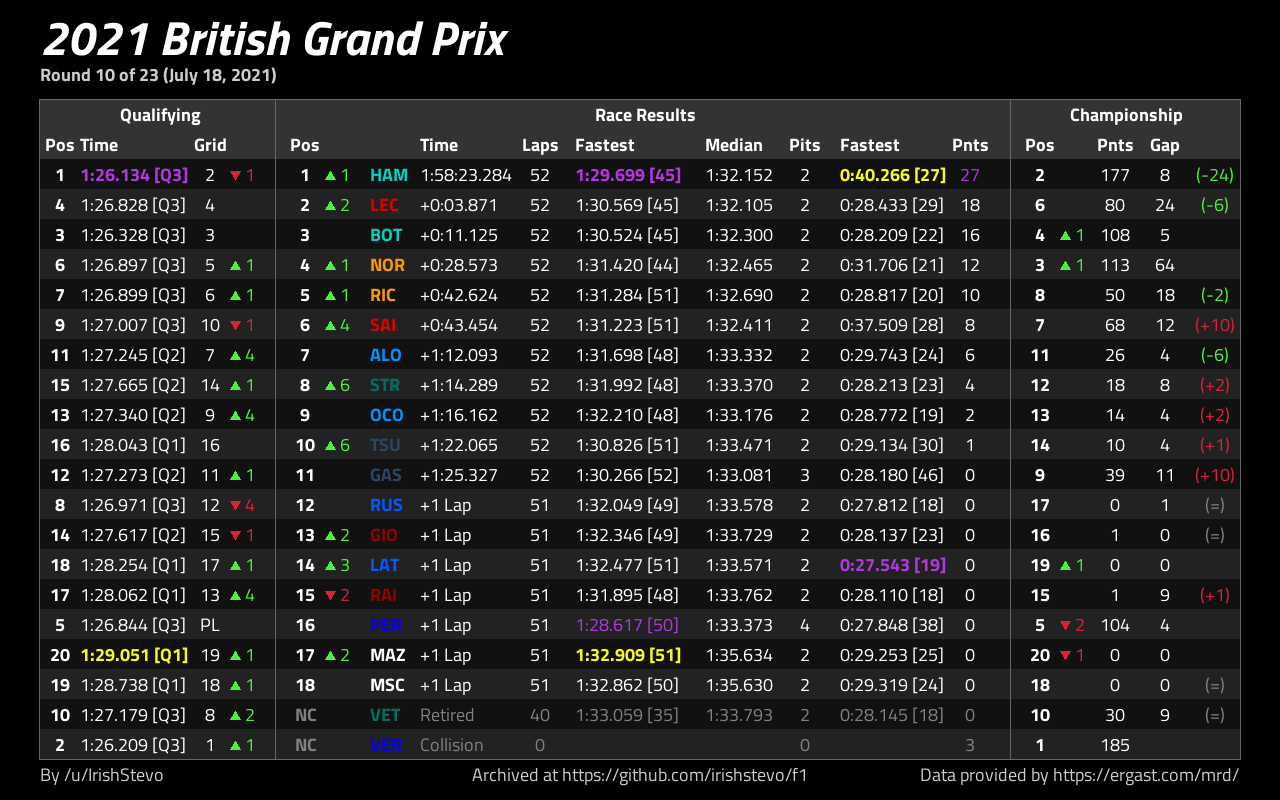 2021 British Grand Prix
Round 10 of 23 (July 18, 2021)
Qualifying Race Results Championship
Pos Time Grid Pos Time Laps Fastest Median Pits Fastest Pnts Pos Pnts Gap
1 1:26.134 [Q3] 2 ▼1 1 ▲1 HAM 1:58:23.284 52 1:29.699 [45] 1:32.152 2 0:40.266 [27] 27 2 177 8 (-24)
4 1:26.828 [Q3] 4 2 ▲2 LEC +0:03.871 52 1:30.569 [45] 1:32.105 2 0:28.433 [29] 18 6 80 24 (-6)
3 1:26.328 [Q3] 3 3 BOT +0:11.125 52 1:30.524 [45] 1:32.300 2 0:28.209 [22] 16 4 ▲1 108 5
6 1:26.897 [Q3] 5 ▲1 4 ▲1 NOR +0:28.573 52 1:31.420 [44] 1:32.465 2 0:31.706 [21] 12 3 ▲1 113 64
7 1:26.899 [Q3] 6 ▲1 5 ▲1 RIC +0:42.624 52 1:31.284 [51] 1:32.690 2 0:28.817 [20] 10 8 50 18 (-2)
9 1:27.007 [Q3] 10 ▼1 6 ▲4 SAI +0:43.454 52 1:31.223 [51] 1:32.411 2 0:37.509 [28] 8 7 68 12 (+10)
11 1:27.245 [Q2] 7 ▲4 7 ALO +1:12.093 52 1:31.698 [48] 1:33.332 2 0:29.743 [24] 6 11 26 4 (-6)
15 1:27.665 [Q2] 14 ▲1 8 ▲6 STR +1:14.289 52 1:31.992 [48] 1:33.370 2 0:28.213 [23] 4 12 18 8 (+2)
13 1:27.340 [Q2] 9 ▲4 9 OCO +1:16.162 52 1:32.210 [48] 1:33.176 2 0:28.772 [19] 2 13 14 4 (+2)
16 1:28.043 [Q1] 16 10 ▲6 TSU +1:22.065 52 1:30.826 [51] 1:33.471 2 0:29.134 [30] 1 14 10 4 (+1)
12 1:27.273 [Q2] 11 ▲1 11 GAS +1:25.327 52 1:30.266 [52] 1:33.081 3 0:28.180 [46] 0 9 39 11 (+10)
8 1:26.971 [Q3] 12 ▼4 12 RUS +1 Lap 51 1:32.049 [49] 1:33.578 2 0:27.812 [18] 0 17 0 1 (=)
14 1:27.617 [Q2] 15 ▼1 13 ▲2 GIO +1 Lap 51 1:32.346 [49] 1:33.729 2 0:28.137 [23] 0 16 1 0 (=)
18 1:28.254 [Q1] 17 ▲1 14 ▲3 LAT +1 Lap 51 1:32.477 [51] 1:33.571 2 0:27.543 [19] 0 19 ▲1 0 0
17 1:28.062 [Q1] 13 ▲4 15 ▼2 RAI +1 Lap 51 1:31.895 [48] 1:33.762 2 0:28.110 [18] 0 15 1 9 (+1)
5 1:26.844 [Q3] PL 16 PER +1 Lap 51 1:28.617 [50] 1:33.373 4 0:27.848 [38] 0 5 ▼2 104 4
20 1:29.051 [Q1] 19 ▲1 17 ▲2 MAZ +1 Lap 51 1:32.909 [51] 1:35.634 2 0:29.253 [25] 0 20 ▼1 0 0
19 1:28.738 [Q1] 18 ▲1 18 MSC +1 Lap 51 1:32.862 [50] 1:35.630 2 0:29.319 [24] 0 18 0 0 (=)
10 1:27.179 [Q3] 8 ▲2 NC VET Retired 40 1:33.059 [35] 1:33.793 2 0:28.145 [18] 0 10 30 9 (=)
2 1:26.209 [Q3] 1 ▲1 NC VER Collision 0 0 3 1 185
By /u/IrishStevo Archived at https://github.com/irishstevo/f1 Data provided by https://ergast.com/mrd/